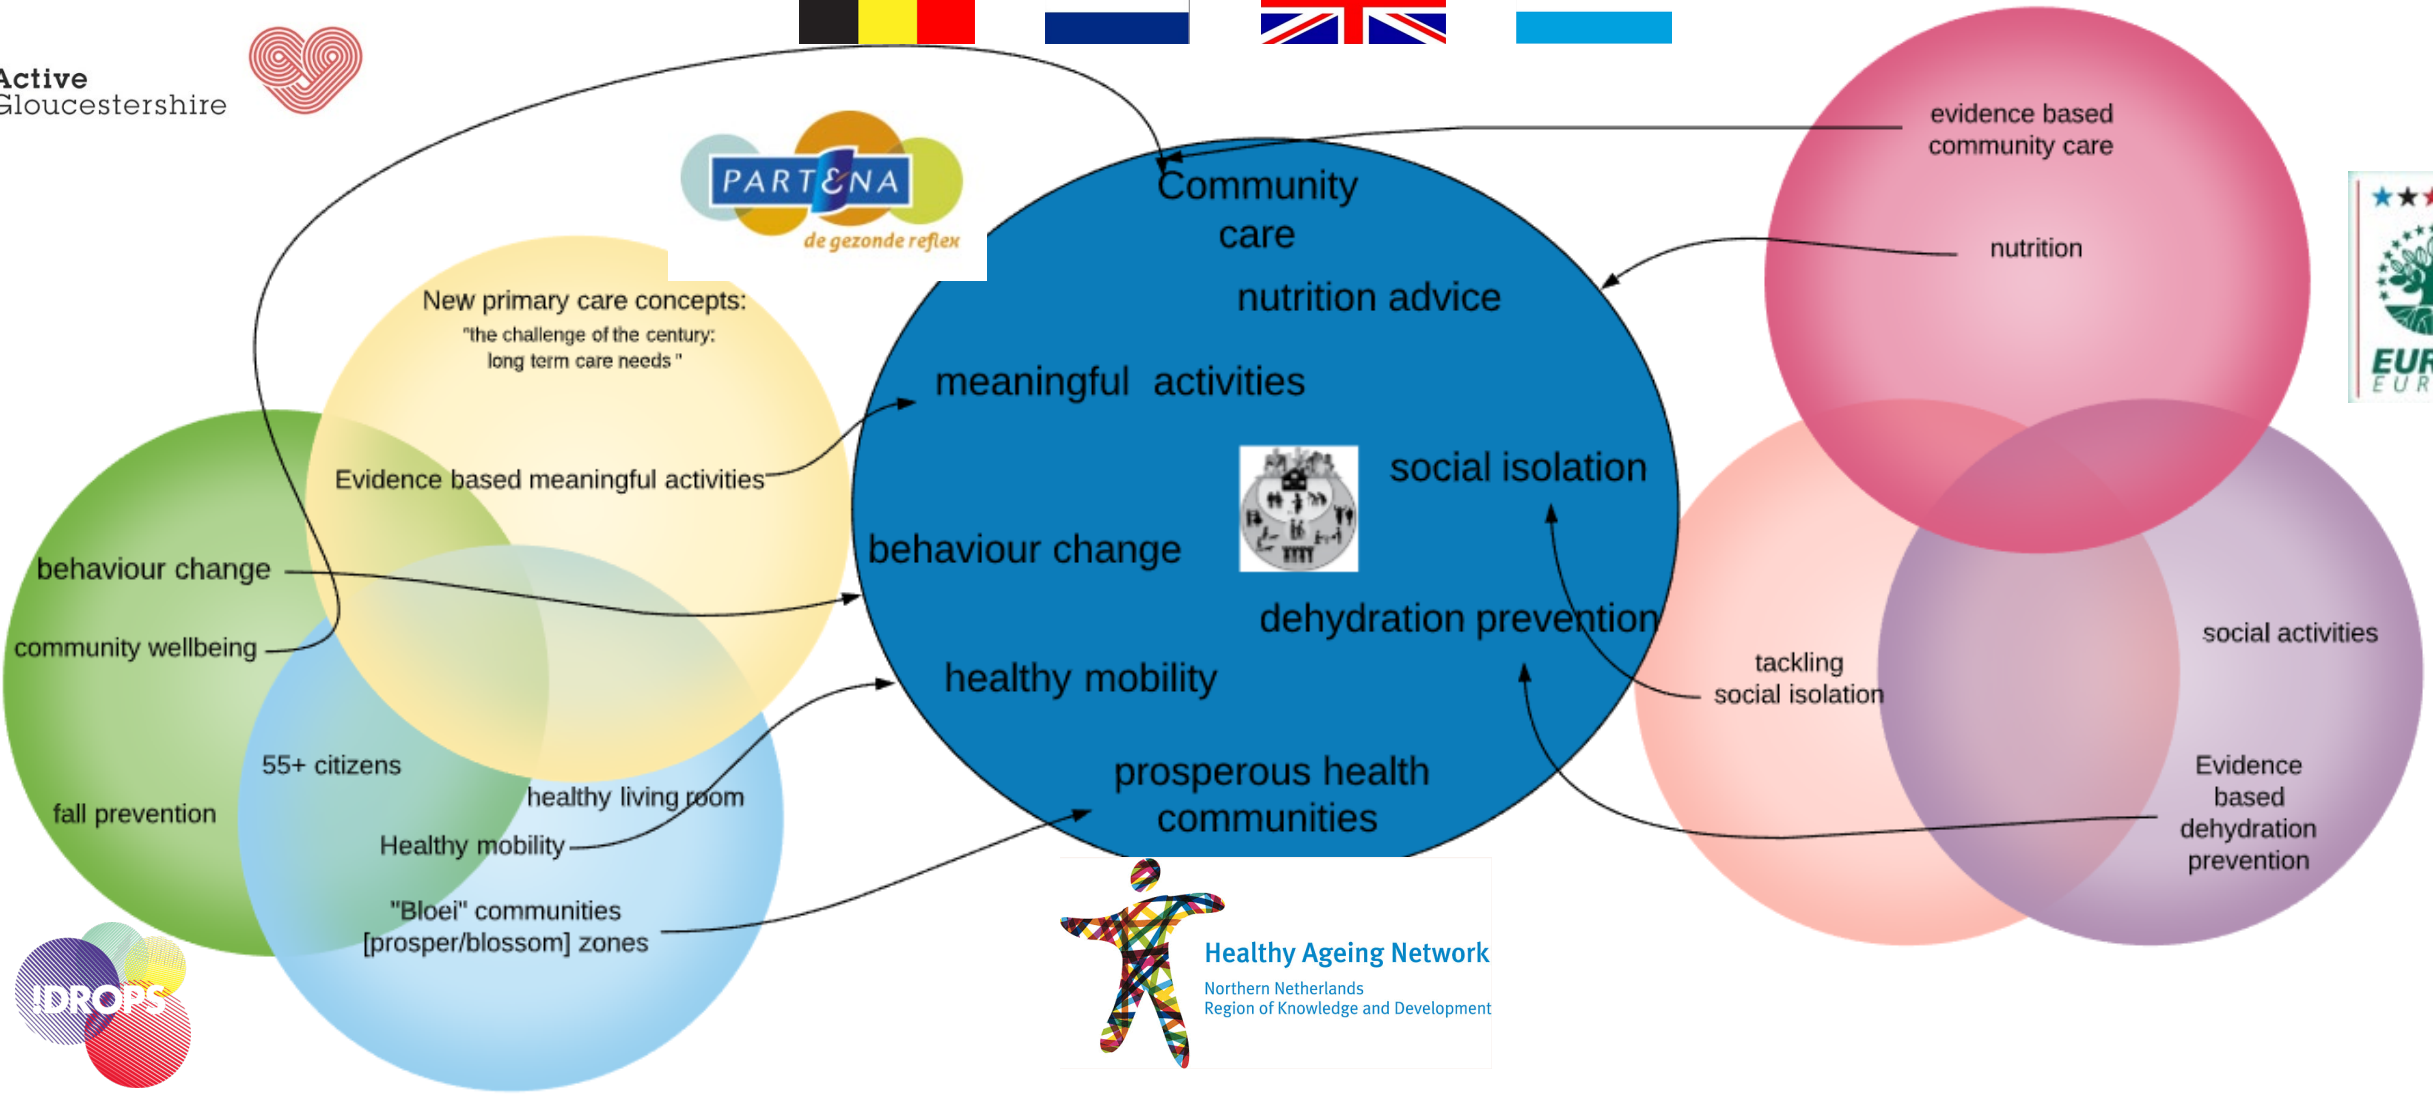 Active
Gloucestershire
PARTENA
de gezonde reflex
New primary care concepts:
"the challenge of the century:
long term care needs "
Evidence based meaningful activities
behaviour change
community wellbeing
55+ citizens
fall prevention
healthy living room
Healthy mobility
"Bloei" communities
[prosper/blossom] zones
!DROPS
Community
care
nutrition advice
meaningful activities
social isolation
behaviour change
dehydration prevention
healthy mobility
prosperous health
communities
Healthy Ageing Network
Northern Netherlands
Region of Knowledge and Development
evidence based
community care
nutrition
tackling
social isolation
social activities
Evidence
based
dehydration
prevention
EUR
EUR